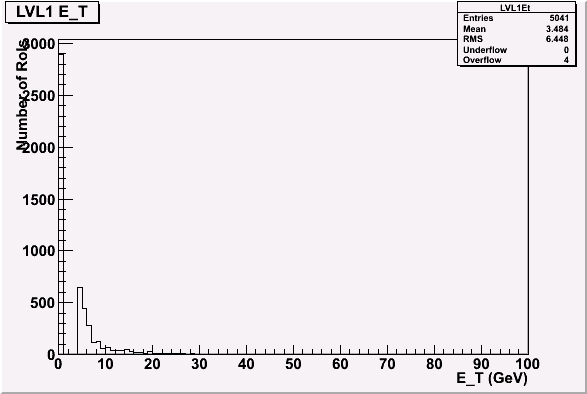 LVL1 E_T
LVL1Et
Entries 5041
Mean 3.484
RMS 6.448
Underflow 0
Overflow 4
Number of RoIs
3000
2500
2000
1500
1000
500
0
0 10 20 30 40 50 60 70 80 90 100
E_T (GeV)